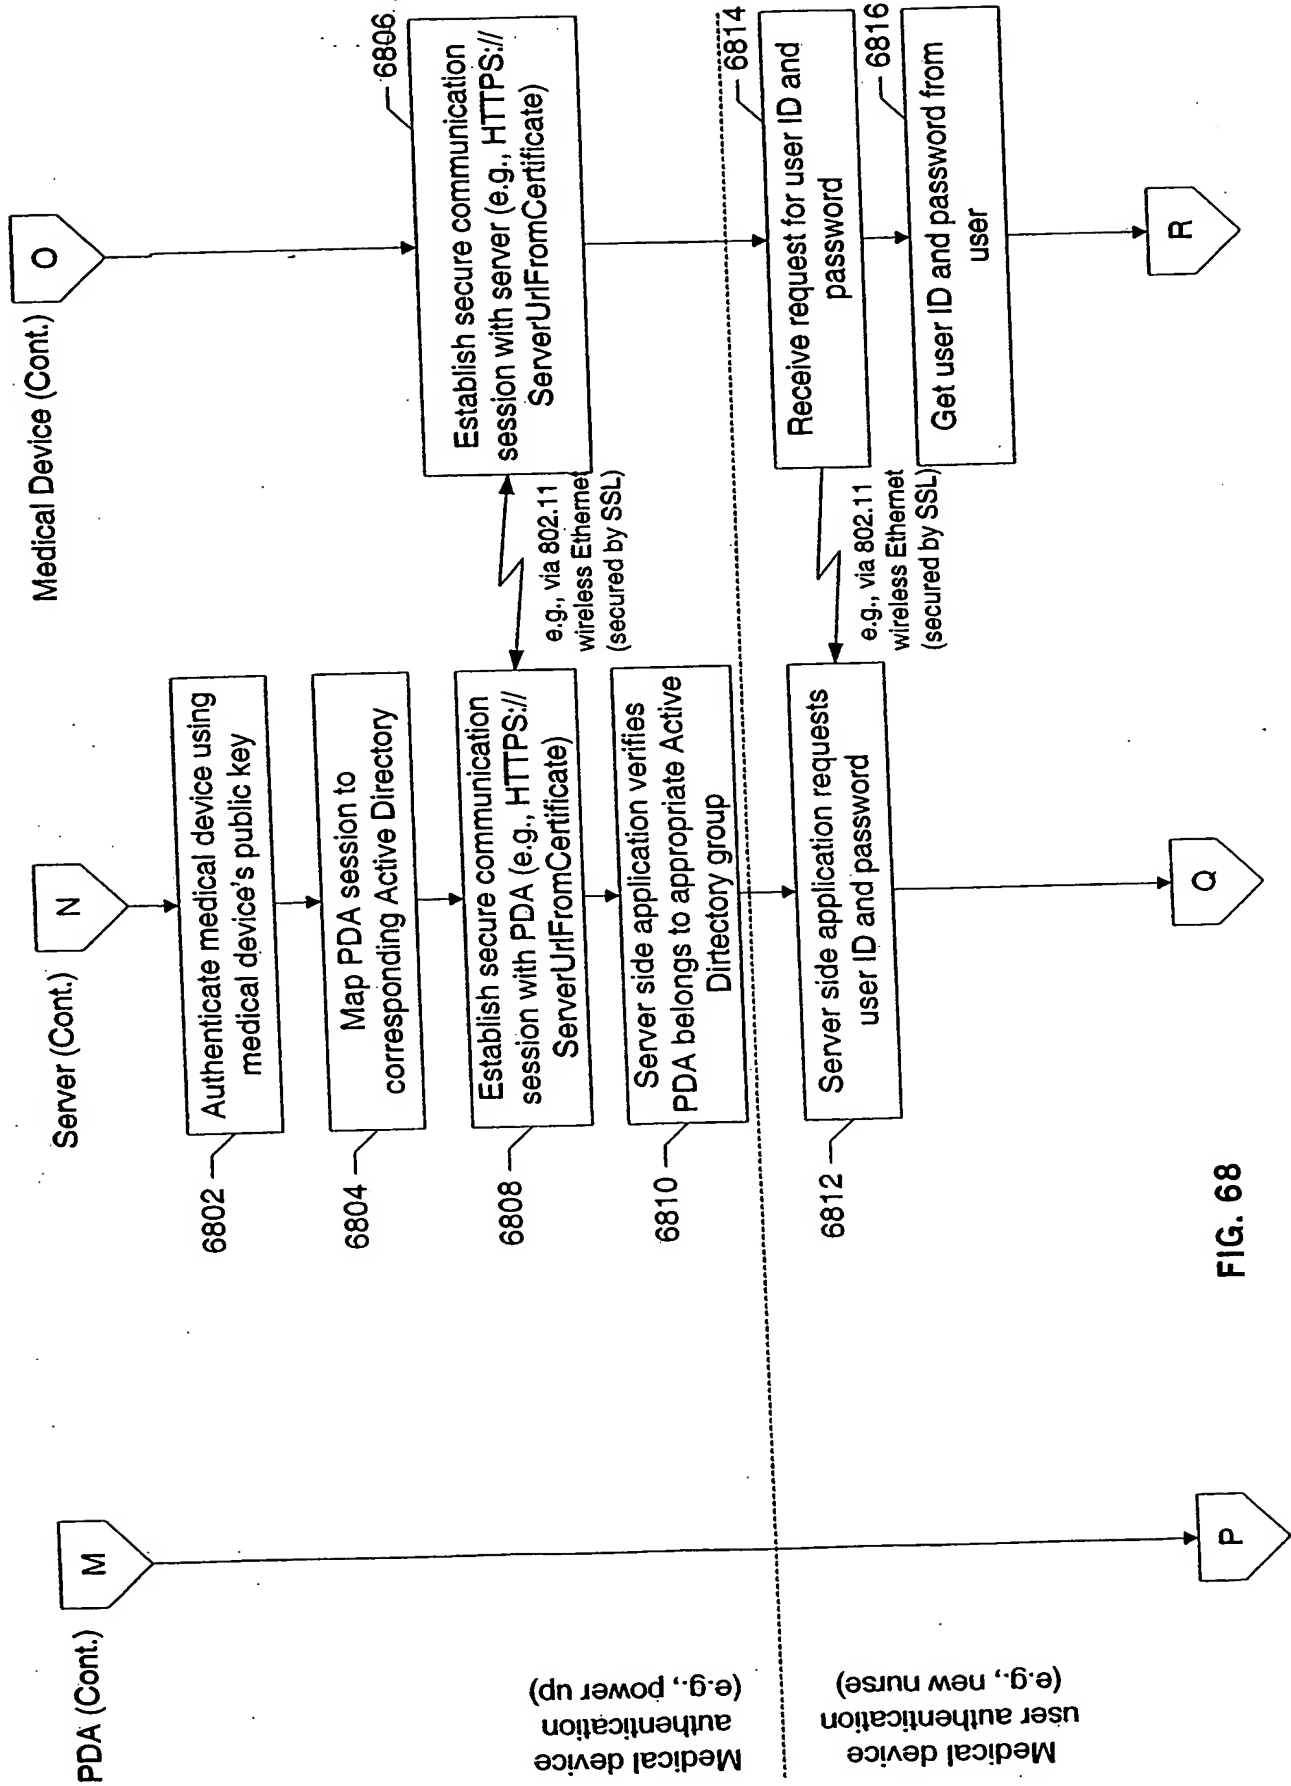 PDA (Cont.)
M
Medical device
authentication
(e.g., power up)
Medical device
user authentication
(e.g., new nurse)
P
Server (Cont.)
N
6802
Authenticate medical device using
medical device's public key
6804
Map PDA session to
corresponding Active Directory
6808
Establish secure communication
session with PDA (e.g., HTTPS://
ServerUrlFromCertificate)
6810
Server side application verifies
PDA belongs to appropriate Active
Dirtectory group
6812
Server side application requests
user ID and password
Q
e.g., via 802.11
wireless Ethernet
(secured by SSL)
e.g., via 802.11
wireless Ethernet
(secured by SSL)
Medical Device (Cont.)
O
6806
Establish secure communication
session with server (e.g., HTTPS://
ServerUrlFromCertificate)
6814
Receive request for user ID and
password
6816
Get user ID and password from
user
R
FIG. 68